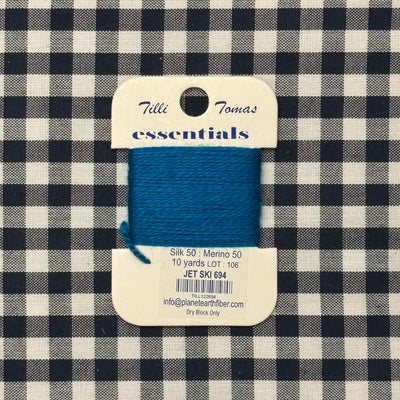 Tilli Tomas
essentials
Silk 50 : Merino 50
10 yards LOT : 106
JET SKI 694
TILL122694
info@planetearthfiber.com
Dry Block Only